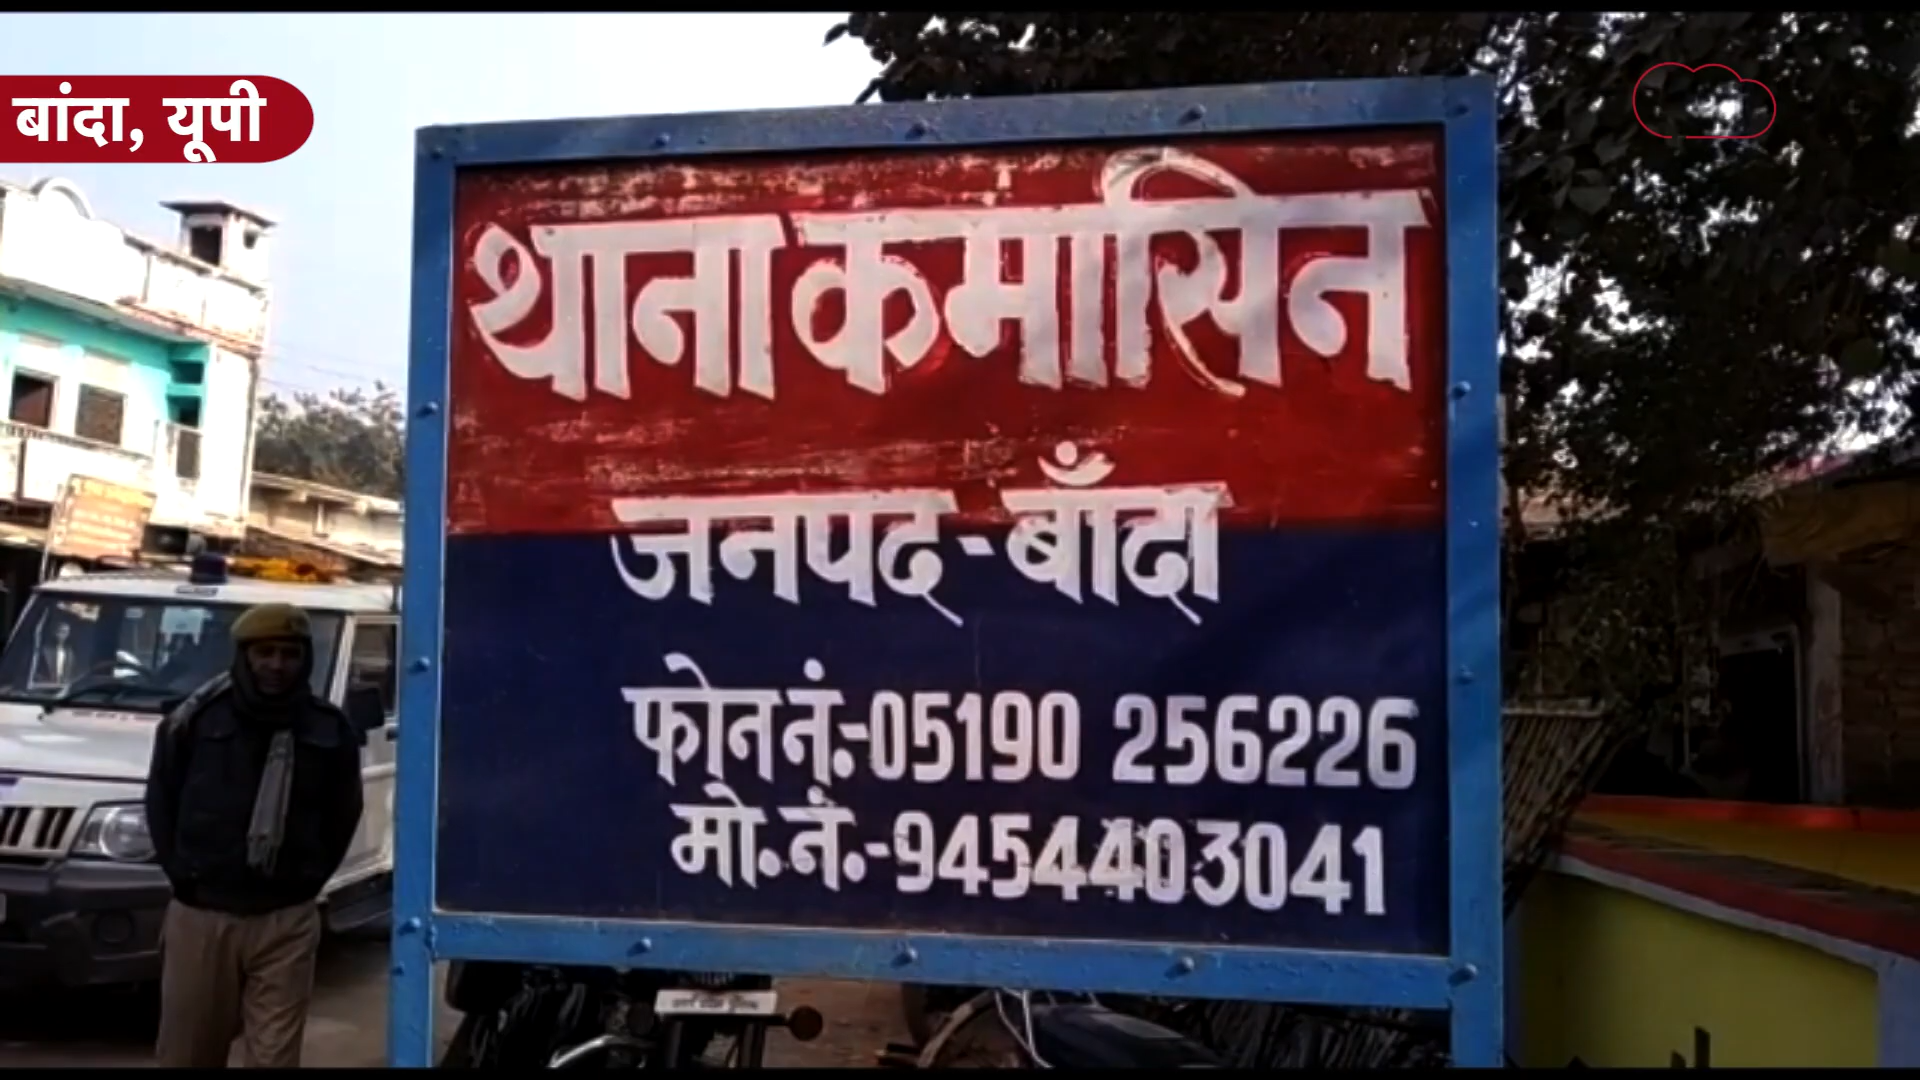 बांदा, यूपी
थाना कमासिन
जनपद-बाँदा
फोन नं.-05190 256226
मो. नं.-9454403041